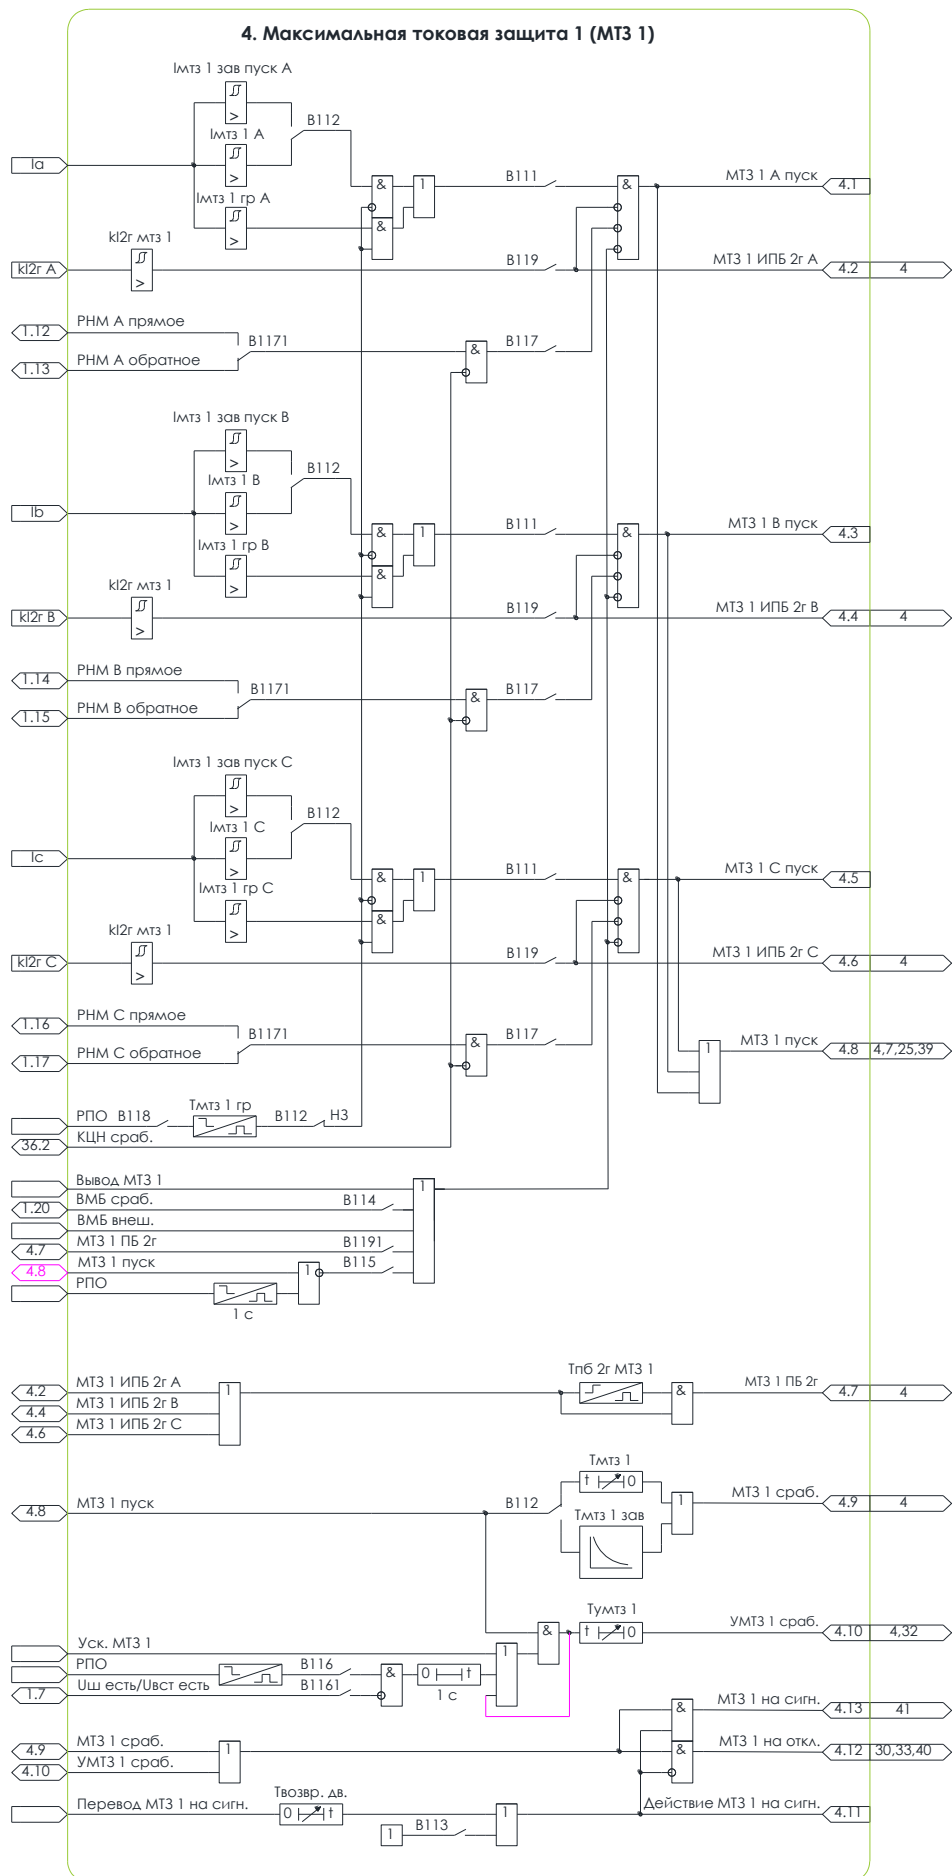 4. Максимальная токовая защита 1 (МТЗ 1)
Iмтз 1 зав пуск А
>
В112
Iмтз 1 А
>
Ia
Iмтз 1 гр А
>
&
&
1
В111
&
МТЗ 1 А пуск
4.1
kI2г мтз 1
>
kI2г А
В119
МТЗ 1 ИПБ 2г А
4.2
4
1.12
РНМ А прямое
1.13
РНМ А обратное
В1171
&
В117
Iмтз 1 зав пуск В
>
В112
Iмтз 1 В
>
Ib
Iмтз 1 гр В
>
&
&
1
В111
&
МТЗ 1 В пуск
4.3
kI2г мтз 1
>
kI2г В
В119
МТЗ 1 ИПБ 2г В
4.4
4
1.14
РНМ В прямое
1.15
РНМ В обратное
В1171
&
В117
Iмтз 1 зав пуск С
>
В112
Iмтз 1 С
>
Ic
Iмтз 1 гр С
>
&
&
1
В111
&
МТЗ 1 С пуск
4.5
kI2г мтз 1
>
kI2г С
В119
МТЗ 1 ИПБ 2г С
4.6
4
1.16
РНМ С прямое
1.17
РНМ С обратное
В1171
&
В117
1
МТЗ 1 пуск
4.8
4,7,25,39
РПО
В118
Тмтз 1 гр
В112
НЗ
36.2
КЦН сраб.
Вывод МТЗ 1
1
1.20
ВМБ сраб.
В114
ВМБ внеш.
4.7
МТЗ 1 ПБ 2г
В1191
4.8
МТЗ 1 пуск
1
В115
РПО
1 с
4.2
МТЗ 1 ИПБ 2г А
4.4
МТЗ 1 ИПБ 2г В
4.6
МТЗ 1 ИПБ 2г С
1
Тпб 2г МТЗ 1
&
МТЗ 1 ПБ 2г
4.7
4
4.8
МТЗ 1 пуск
В112
Тмтз 1
t
0
Тмтз 1 зав
1
МТЗ 1 сраб.
4.9
4
Тумтз 1
&
t
0
УМТЗ 1 сраб.
4.10
4,32
Уск. МТЗ 1
1
РПО
В116
&
0
t
1 с
1.7
Uш есть/Uвст есть
В1161
&
МТЗ 1 на сигн.
4.13
41
4.9
МТЗ 1 сраб.
4.10
УМТЗ 1 сраб.
1
&
МТЗ 1 на откл.
4.12
30,33,40
Перевод МТЗ 1 на сигн.
Твозвр. дв.
0
t
1
Действие МТЗ 1 на сигн.
4.11
1
В113